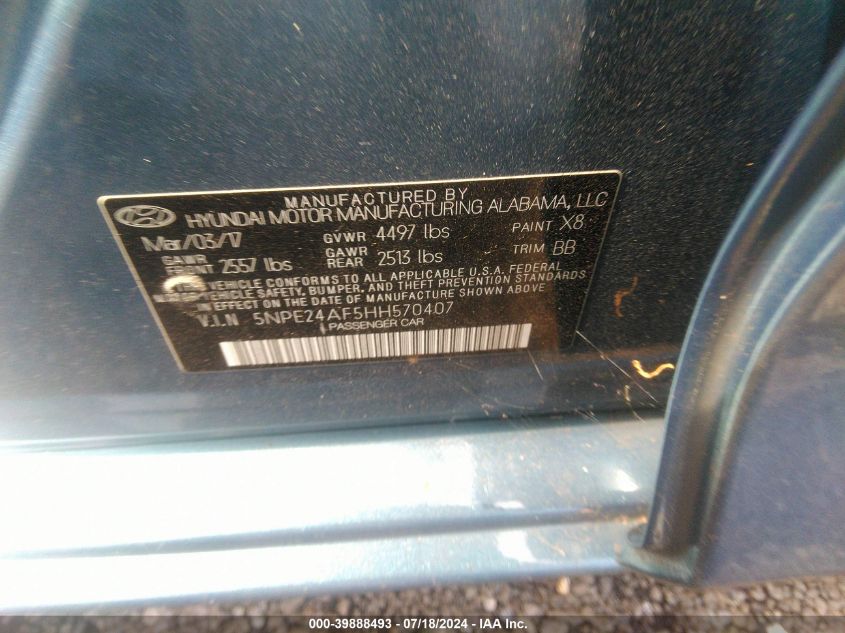 MANUFACTURED BY
HYUNDAI MOTOR MANUFACTURING ALABAMA, LLC
Mar/03/17 GVWR 4497 lbs PAINT X8
GAWR FRONT 2557 lbs GAWR REAR 2513 lbs TRIM BB
VEHICLE CONFORMS TO ALL APPLICABLE U.S.A. FEDERAL
VEHICLE SAFETY, BUMPER, AND THEFT PREVENTION STANDARDS
IN EFFECT ON THE DATE OF MANUFACTURE SHOWN ABOVE.
V.I.N 5NPE24AF5HH570407
PASSENGER CAR
000-39888493 - 07/18/2024 - IAA Inc.